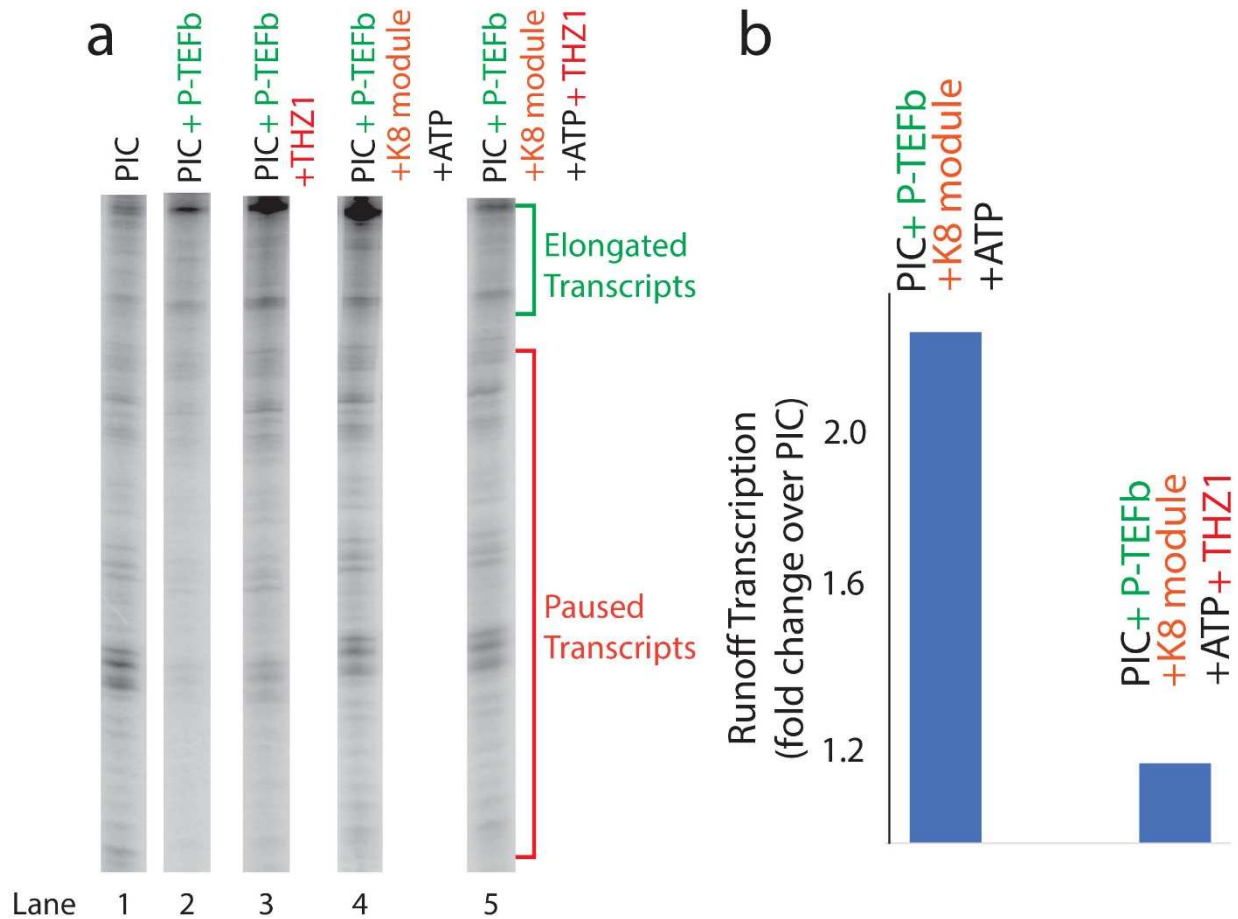 a
PIC
PIC + P-TEFb
PIC + P-TEFb
+THZ1
PIC + P-TEFb
+K8 module
+ATP
PIC + P-TEFb
+K8 module
+ATP + THZ1
Elongated
Transcripts
Paused
Transcripts
Lane 1 2 3 4 5
b
PIC+ P-TEFb
+K8 module
+ATP
PIC+ P-TEFb
+K8 module
+ATP+ THZ1
Runoff Transcription
(fold change over PIC)
2.0
1.6
1.2